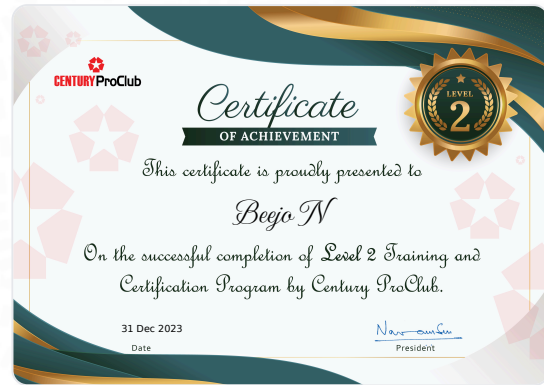 CENTURY ProClub
Certificate
OF ACHIEVEMENT
LEVEL
2
This certificate is proudly presented to
Beejo N
On the successful completion of Level 2 Training and
Certification Program by Century ProClub.
31 Dec 2023
Date
President